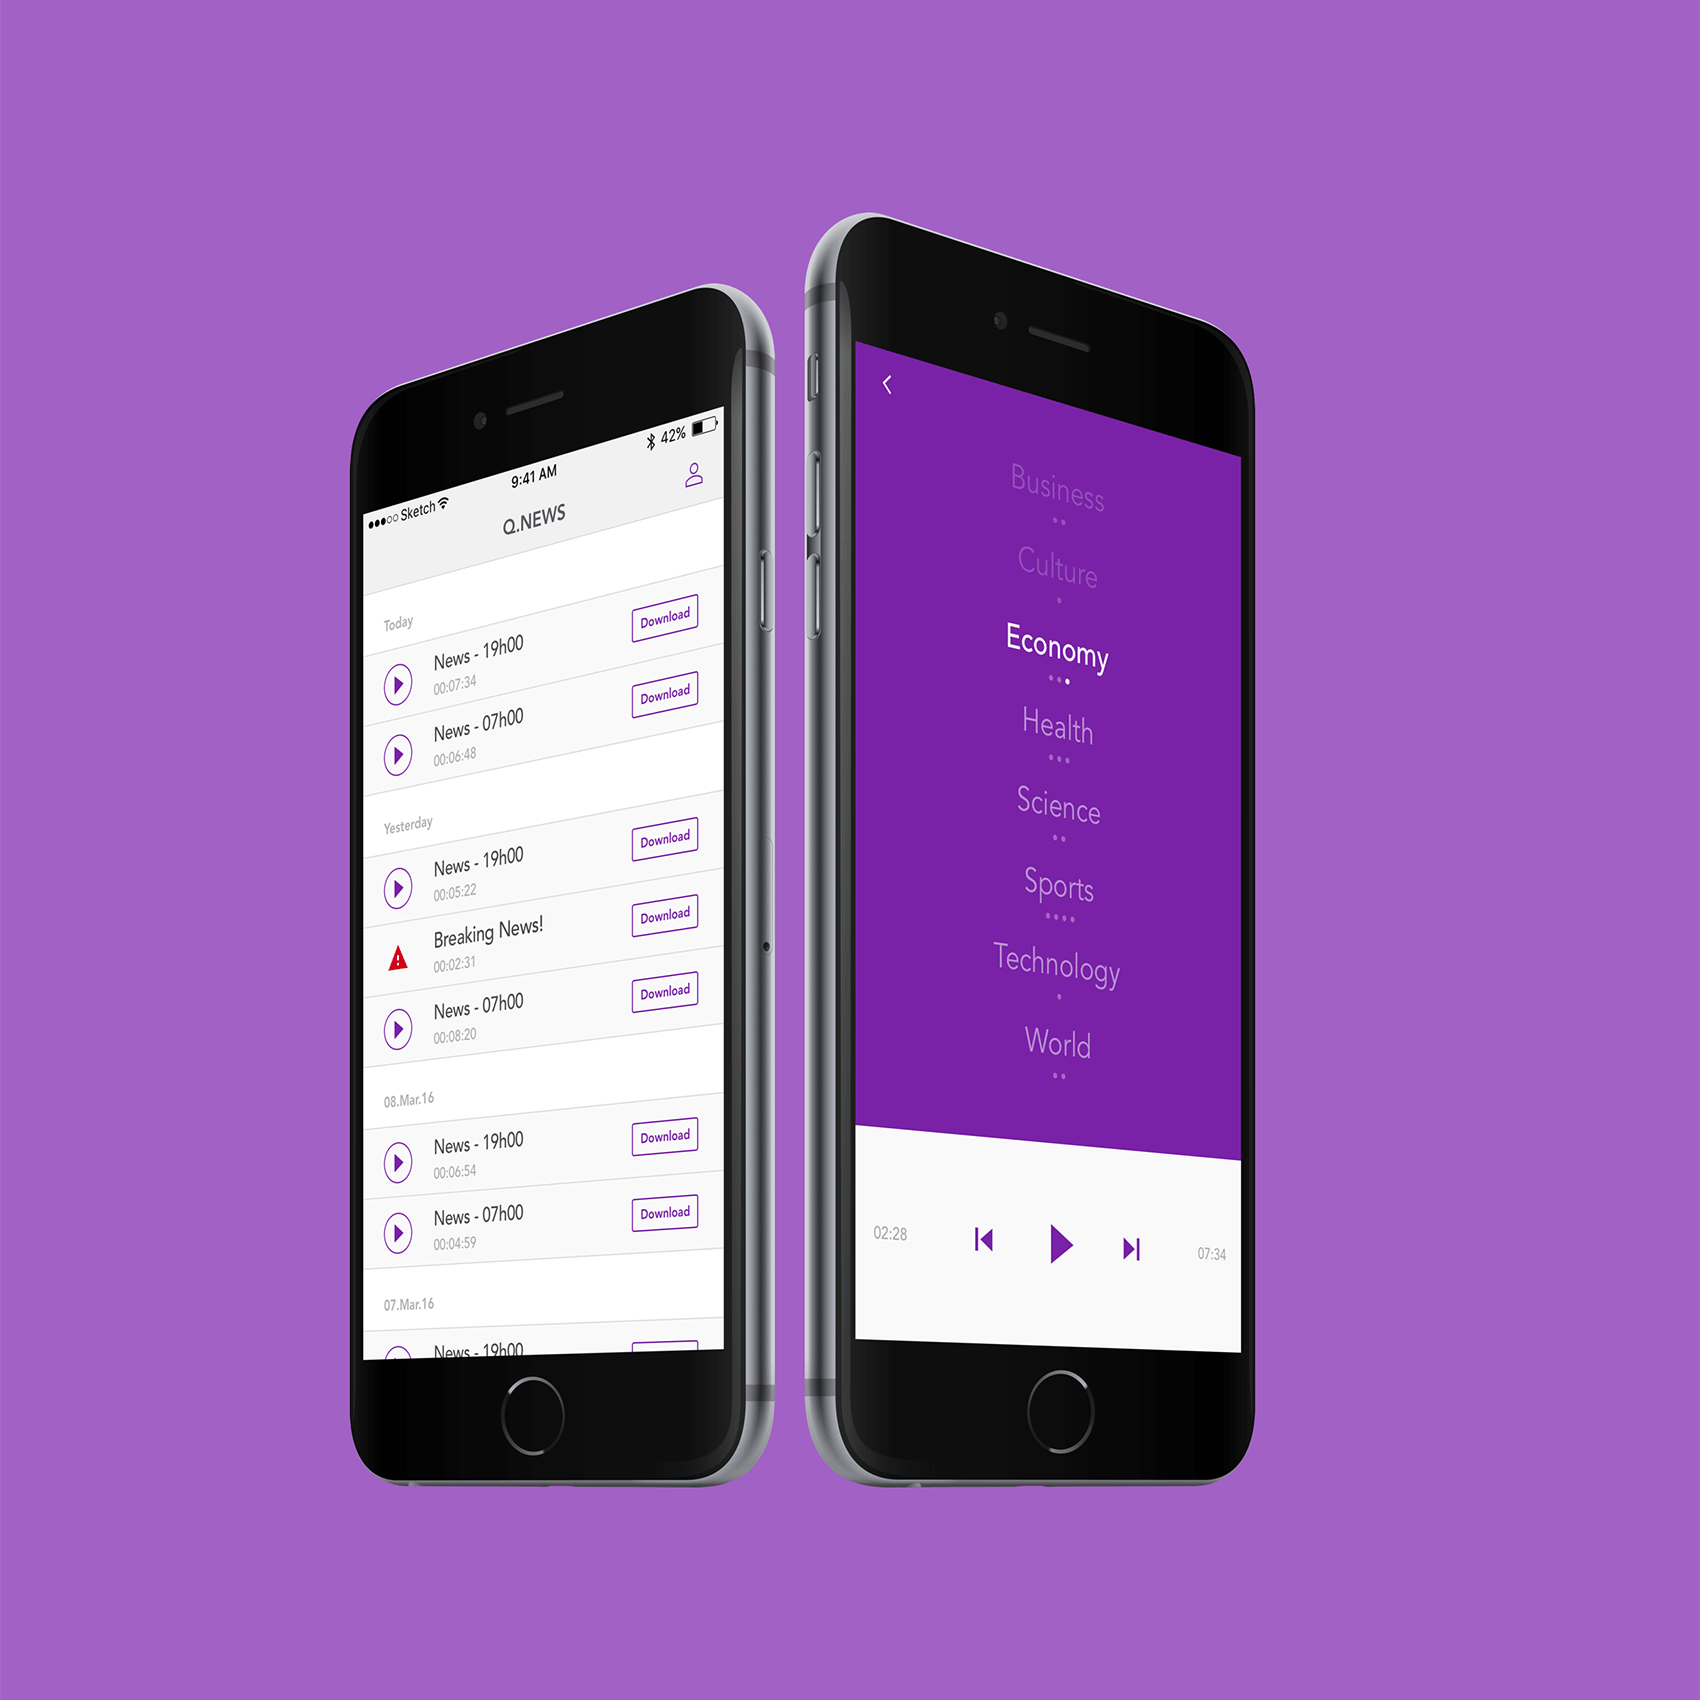 Sketch
9:41 AM
42%
Q.NEWS
Today
News - 19h00
00:07:34
Download
News - 07h00
00:06:48
Download
Yesterday
News - 19h00
00:05:22
Download
Breaking News!
00:02:31
Download
News - 07h00
00:08:20
Download
08.Mar.16
News - 19h00
00:06:54
Download
News - 07h00
00:04:59
Download
07.Mar.16
News - 19h00
Business
Culture
Economy
Health
Science
Sports
Technology
World
02:28
07:34